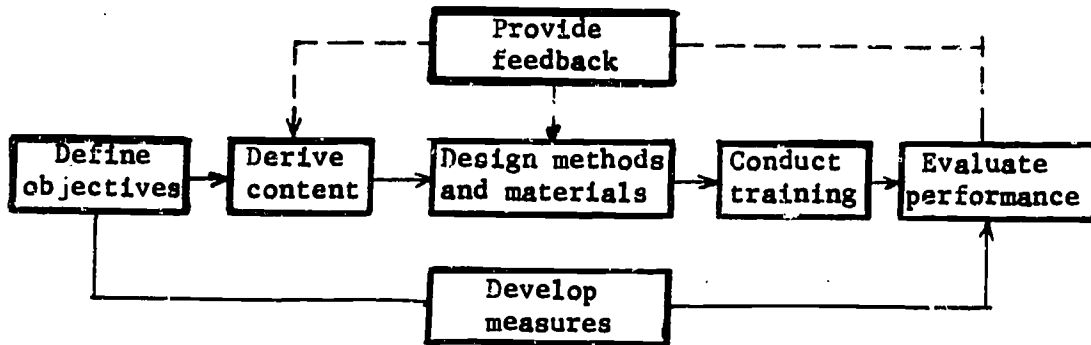 Provide
feedback
Define
objectives
Derive
content
Design methods
and materials
Conduct
training
Evaluate
performance
Develop
measures